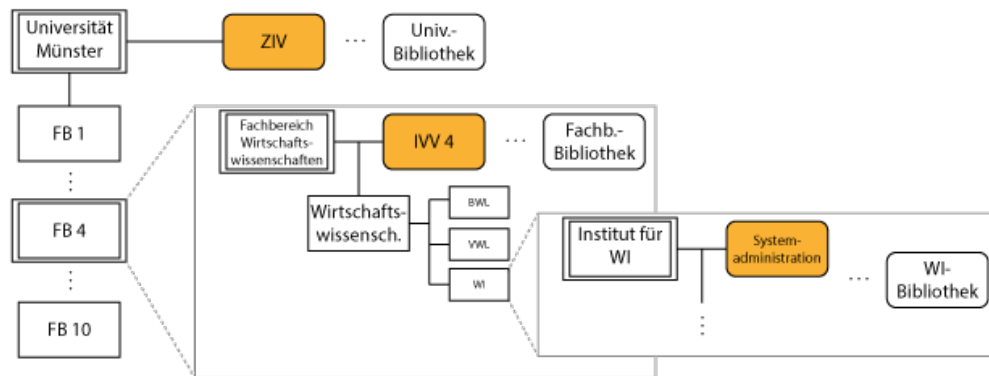 Universität
Münster
ZIV
...
Univ.-
Bibliothek
FB 1
...
FB 4
...
FB 10
Fachbereich
Wirtschafts-
wissenschaften
IVV 4
...
Fachb.-
Bibliothek
Wirtschafts-
wissensch.
BWL
VWL
WI
Institut für
WI
System-
administration
...
WI-
Bibliothek
...